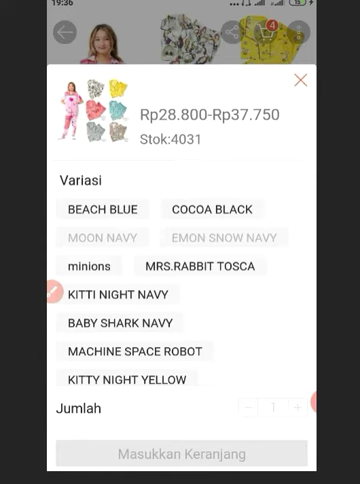 19:36
4
Rp28.800-Rp37.750
Stok:4031
Variasi
BEACH BLUE COCOA BLACK
MOON NAVY EMON SNOW NAVY
minions MRS.RABBIT TOSCA
KITTI NIGHT NAVY
BABY SHARK NAVY
MACHINE SPACE ROBOT
KITTY NIGHT YELLOW
Jumlah − 1 +
Masukkan Keranjang